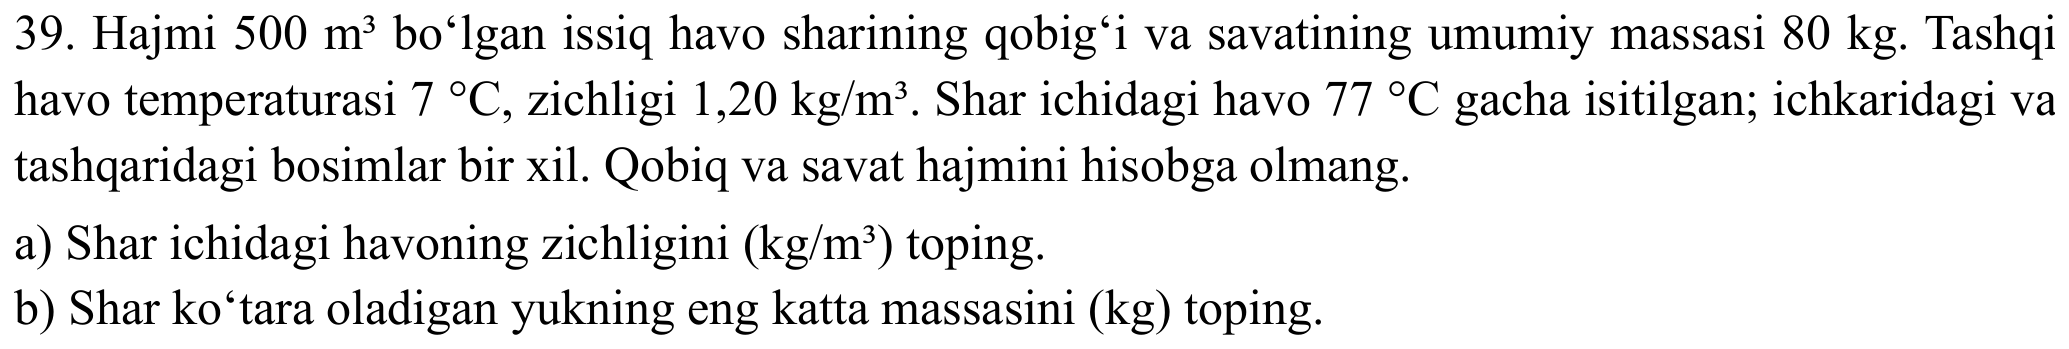 39. Hajmi 500 m³ bo‘lgan issiq havo sharining qobig‘i va savatining umumiy massasi 80 kg. Tashqi
havo temperaturasi 7 °C, zichligi 1,20 kg/m³. Shar ichidagi havo 77 °C gacha isitilgan; ichkaridagi va
tashqaridagi bosimlar bir xil. Qobiq va savat hajmini hisobga olmang.
a) Shar ichidagi havoning zichligini (kg/m³) toping.
b) Shar ko‘tara oladigan yukning eng katta massasini (kg) toping.